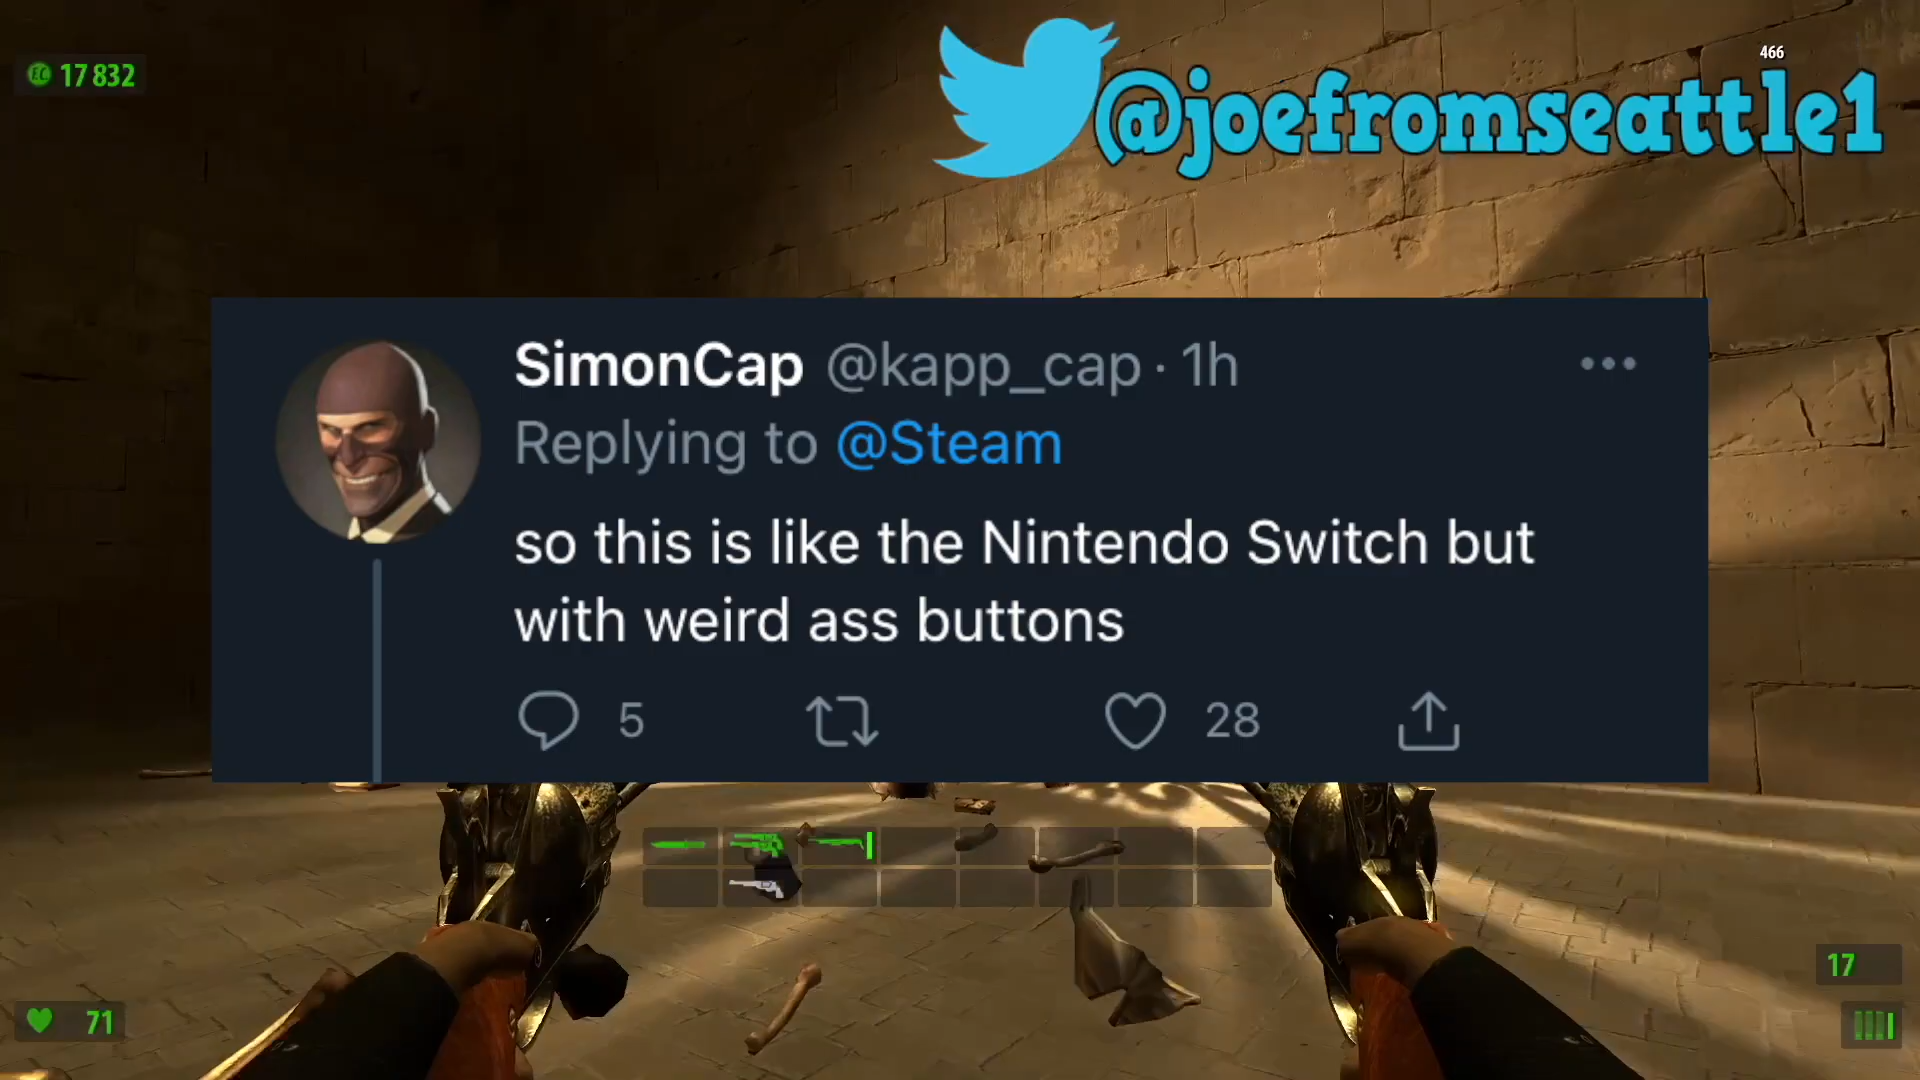 17 832
466
@joefromseattle1
SimonCap @kapp_cap · 1h
Replying to @Steam
so this is like the Nintendo Switch but
with weird ass buttons
5 28
17
71